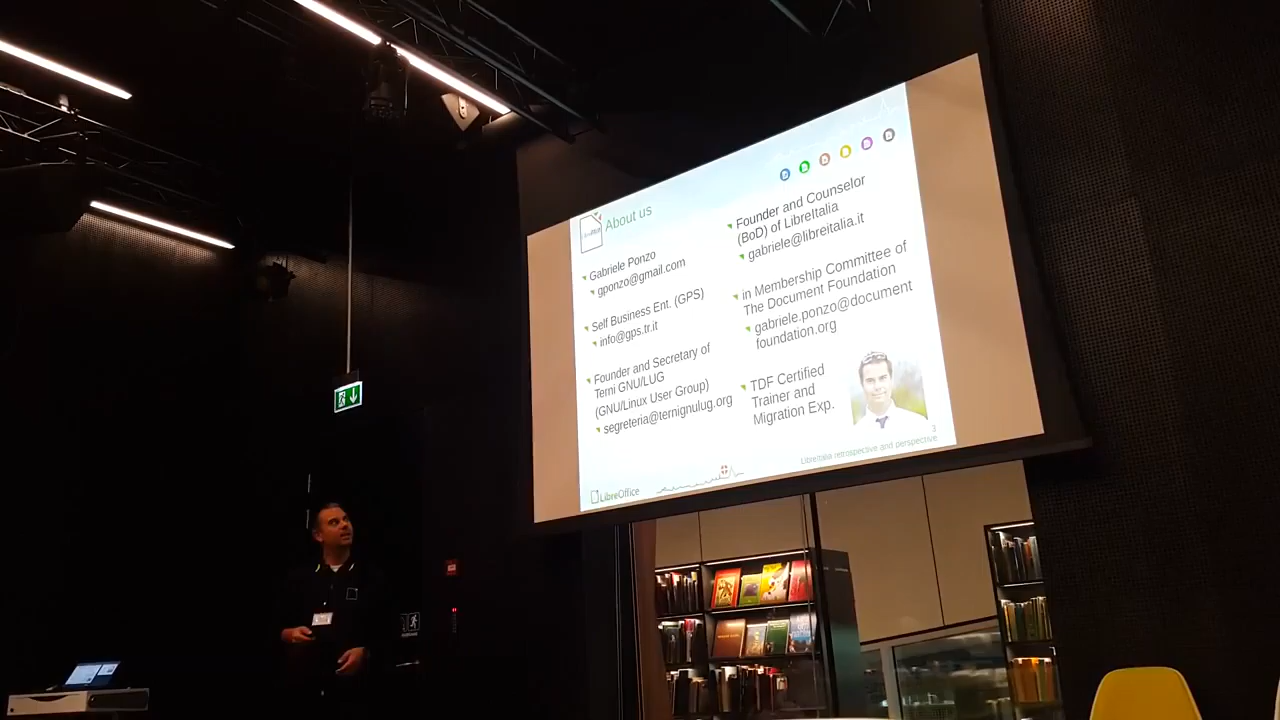 About us
Gabriele Ponzo
gponzo@gmail.com
Self Business Ent. (GPS)
info@gps.tr.it
Founder and Secretary of
Terni GNU/LUG
(GNU/Linux User Group)
segreteria@ternignulug.org
Founder and Counselor
(BoD) of LibreItalia
gabriele@libreitalia.it
in Membership Committee of
The Document Foundation
gabriele.ponzo@document
foundation.org
TDF Certified
Trainer and
Migration Exp.
3
LibreItalia retrospective and perspective
LibreOffice